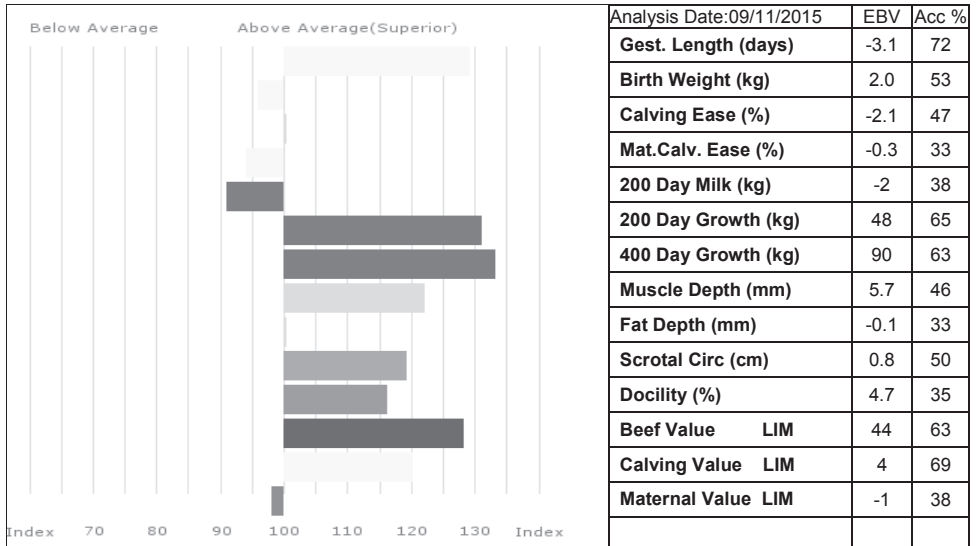 Below Average Above Average(Superior)
Index 70 80 90 100 110 120 130 Index
Analysis Date:09/11/2015 EBV Acc %
Gest. Length (days) -3.1 72
Birth Weight (kg) 2.0 53
Calving Ease (%) -2.1 47
Mat.Calv. Ease (%) -0.3 33
200 Day Milk (kg) -2 38
200 Day Growth (kg) 48 65
400 Day Growth (kg) 90 63
Muscle Depth (mm) 5.7 46
Fat Depth (mm) -0.1 33
Scrotal Circ (cm) 0.8 50
Docility (%) 4.7 35
Beef Value LIM 44 63
Calving Value LIM 4 69
Maternal Value LIM -1 38